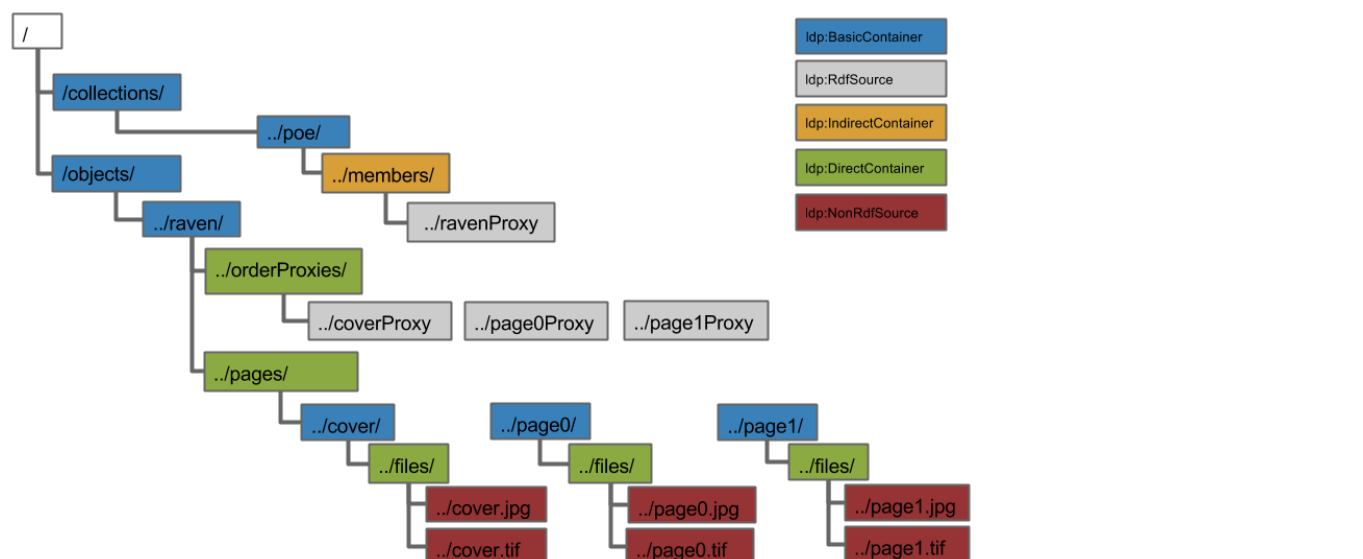 /
ldp:BasicContainer
ldp:RdfSource
ldp:IndirectContainer
ldp:DirectContainer
ldp:NonRdfSource
/collections/
../poe/
../members/
../ravenProxy
/objects/
../raven/
../orderProxies/
../coverProxy ../page0Proxy ../page1Proxy
../pages/
../cover/ ../page0/ ../page1/
../files/ ../files/ ../files/
../cover.jpg ../page0.jpg ../page1.jpg
../cover.tif ../page0.tif ../page1.tif